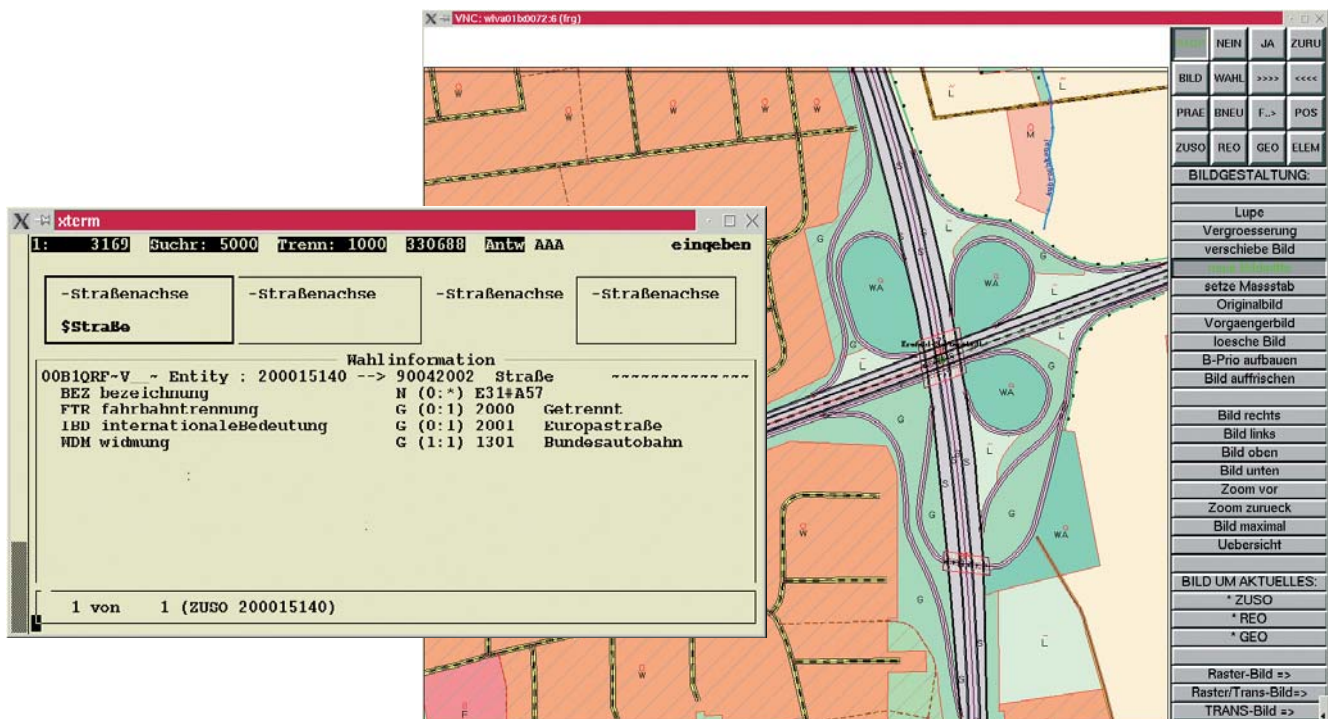 VNC: wlva01lx0072:6 (frg)
NEIN JA ZURU
BILD WAHL >>>> <<<<
PRAE BNEU F..> POS
ZUSO REO GEO ELEM
BILDGESTALTUNG:
Lupe
Vergroesserung
verschiebe Bild
setze Massstab
Originalbild
Vorgaengerbild
loesche Bild
B-Prio aufbauen
Bild auffrischen
Bild rechts
Bild links
Bild oben
Bild unten
Zoom vor
Zoom zurueck
Bild maximal
Uebersicht
BILD UM AKTUELLES:
* ZUSO
* REO
* GEO
Raster-Bild =>
Raster/Trans-Bild=>
TRANS-Bild =>
xterm
1: 3169 Suchr: 5000 Trenn: 1000 330688 Antw AAA eingeben
-Straßenachse -Straßenachse -Straßenachse -Straßenachse
$Straße
Wahlinformation
00B1QRF~V__~ Entity : 200015140 --> 90042002 Straße ~~~~~~~~~~~~~~
BEZ bezeichnung N (0:*) E31#A57
FTR fahrbahntrennung G (0:1) 2000 Getrennt
IBD internationaleBedeutung G (0:1) 2001 Europastraße
WDM widmung G (1:1) 1301 Bundesautobahn
1 von 1 (ZUSO 200015140)
W
W
W
W
W
L
L
M
G
S
L
G
WA
WA
L
G
L
WA
L
S
S
G
G
G
WA
W
L
G
W
F